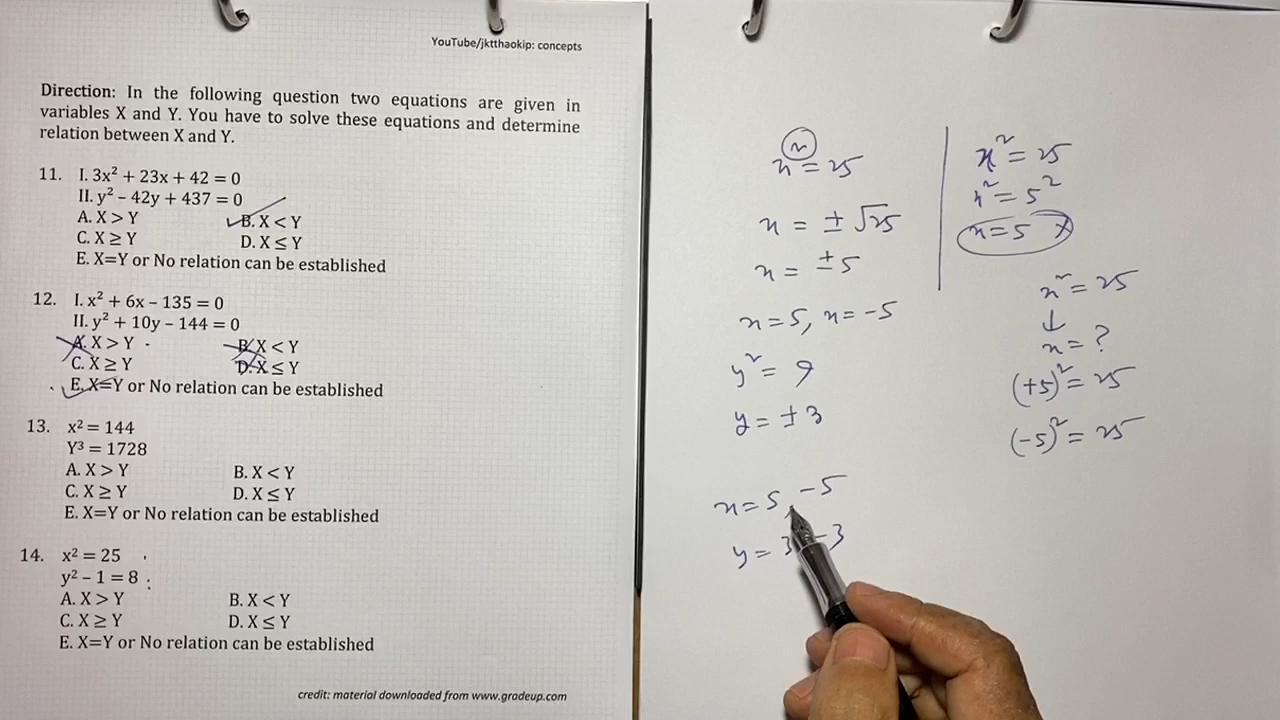 YouTube/jktthaokip: concepts
Direction: In the following question two equations are given in
variables X and Y. You have to solve these equations and determine
relation between X and Y.
11. I. 3x² + 23x + 42 = 0
II. y² – 42y + 437 = 0
A. X > Y B. X < Y
C. X ≥ Y D. X ≤ Y
E. X=Y or No relation can be established
12. I. x² + 6x – 135 = 0
II. y² + 10y – 144 = 0
A. X > Y B. X < Y
C. X ≥ Y D. X ≤ Y
E. X=Y or No relation can be established
13. x² = 144
Y³ = 1728
A. X > Y B. X < Y
C. X ≥ Y D. X ≤ Y
E. X=Y or No relation can be established
14. x² = 25
y² – 1 = 8
A. X > Y B. X < Y
C. X ≥ Y D. X ≤ Y
E. X=Y or No relation can be established
credit: material downloaded from www.gradeup.com
x² = 25
x = ±√25
x = ±5
x = 5, x = -5
y² = 9
y = ±3
x = 5, -5
y = 3 -3
x² = 25
x² = 5²
x = 5 ×
x² = 25
↓
x = ?
(+5)² = 25
(-5)² = 25